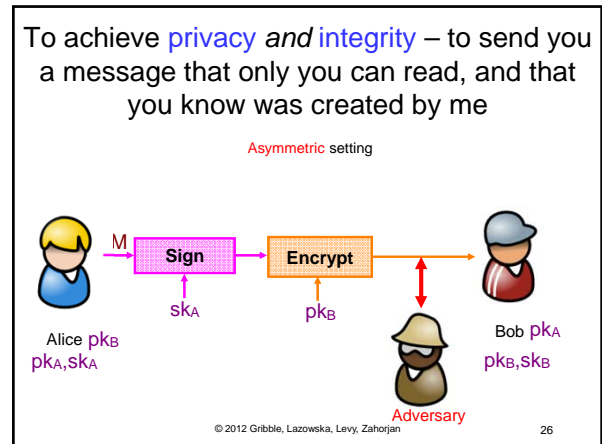 To achieve privacy and integrity – to send you
a message that only you can read, and that
you know was created by me
Asymmetric setting
M
Sign
Encrypt
skA
pkB
Alice pkB
pkA,skA
Bob pkA
pkB,skB
Adversary
© 2012 Gribble, Lazowska, Levy, Zahorjan
26